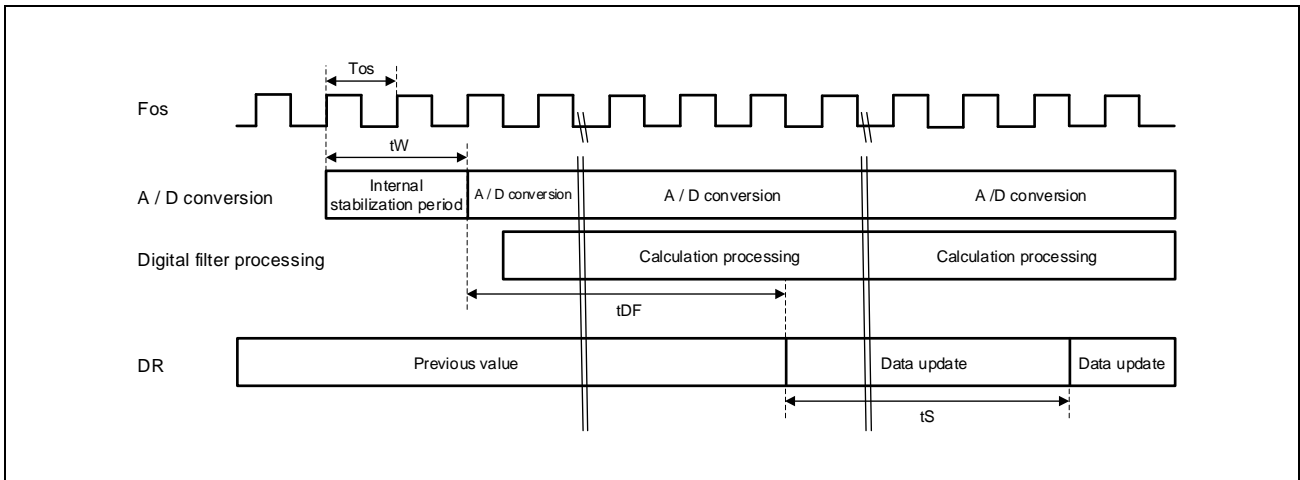 Tos
Fos
tW
A / D conversion
Internal
stabilization period
A / D conversion
A / D conversion
A /D conversion
Digital filter processing
Calculation processing
Calculation processing
tDF
DR
Previous value
Data update
Data update
tS